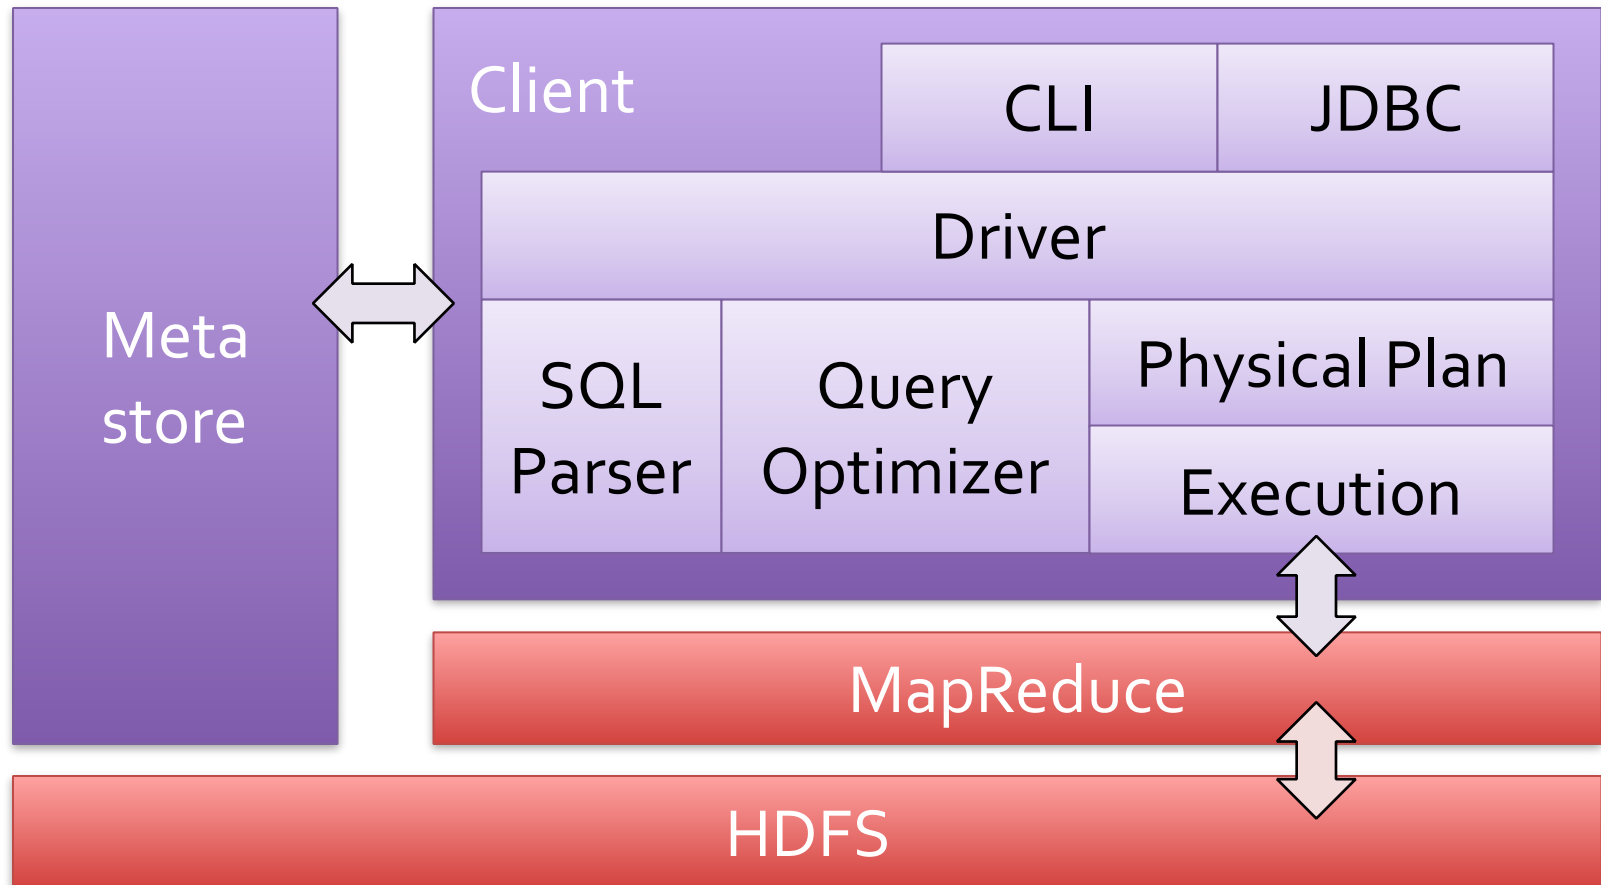 Client
CLI
JDBC
Driver
Meta
store
SQL
Parser
Query
Optimizer
Physical Plan
Execution
MapReduce
HDFS